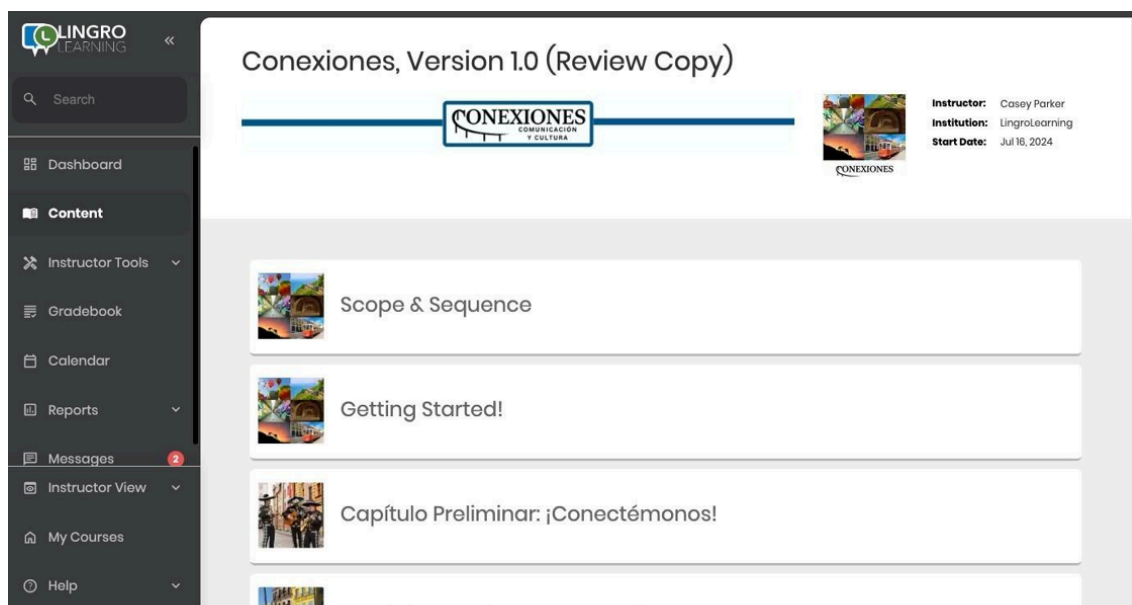 LINGRO
LEARNING
Search
Dashboard
Content
Instructor Tools
Gradebook
Calendar
Reports
Messages 2
Instructor View
My Courses
Help
Conexiones, Version 1.0 (Review Copy)
CONEXIONES
COMUNICACIÓN
Y CULTURA
CONEXIONES
Instructor: Casey Parker
Institution: LingroLearning
Start Date: Jul 16, 2024
Scope & Sequence
Getting Started!
Capítulo Preliminar: ¡Conectémonos!